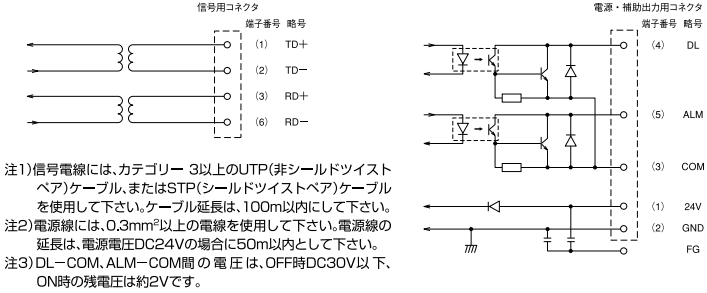 信号用コネクタ
端子番号 略号
(1) TD+
(2) TD−
(3) RD+
(6) RD−
電源・補助出力用コネクタ
端子番号 略号
(4) DL
(5) ALM
(3) COM
(1) 24V
(2) GND
FG
注1)信号電線には、カテゴリー 3以上のUTP(非シールドツイスト
ペア)ケーブル、またはSTP(シールドツイストペア)ケーブル
を使用して下さい。ケーブル延長は、100m以内にして下さい。
注2)電源線には、0.3mm²以上の電線を使用して下さい。電源線の
延長は、電源電圧DC24Vの場合に50m以内として下さい。
注3)DL−COM、ALM−COM間の電圧は、OFF時DC30V以下、
ON時の残電圧は約2Vです。